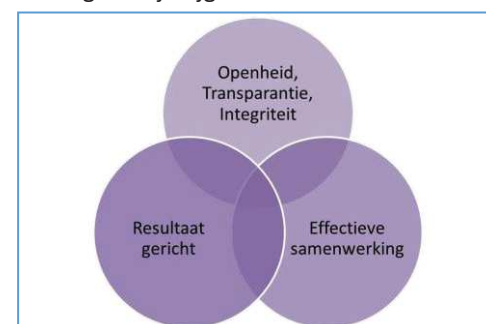 Openheid,
Transparantie,
Integriteit
Resultaat
gericht
Effectieve
samenwerking